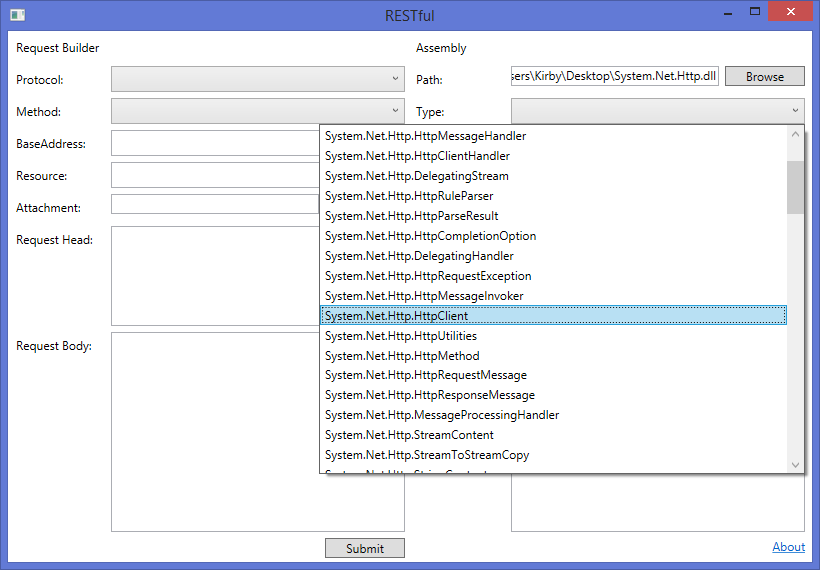 RESTful
Request Builder
Assembly
Protocol:
Path:
sers\Kirby\Desktop\System.Net.Http.dll
Browse
Method:
Type:
BaseAddress:
Resource:
Attachment:
Request Head:
Request Body:
System.Net.Http.HttpMessageHandler
System.Net.Http.HttpClientHandler
System.Net.Http.DelegatingStream
System.Net.Http.HttpRuleParser
System.Net.Http.HttpParseResult
System.Net.Http.HttpCompletionOption
System.Net.Http.DelegatingHandler
System.Net.Http.HttpRequestException
System.Net.Http.HttpMessageInvoker
System.Net.Http.HttpClient
System.Net.Http.HttpUtilities
System.Net.Http.HttpMethod
System.Net.Http.HttpRequestMessage
System.Net.Http.HttpResponseMessage
System.Net.Http.MessageProcessingHandler
System.Net.Http.StreamContent
System.Net.Http.StreamToStreamCopy
Submit
About